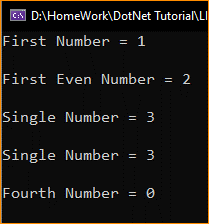 D:\HomeWork\DotNet Tutorial\LI
First Number = 1
First Even Number = 2
Single Number = 3
Single Number = 3
Fourth Number = 0